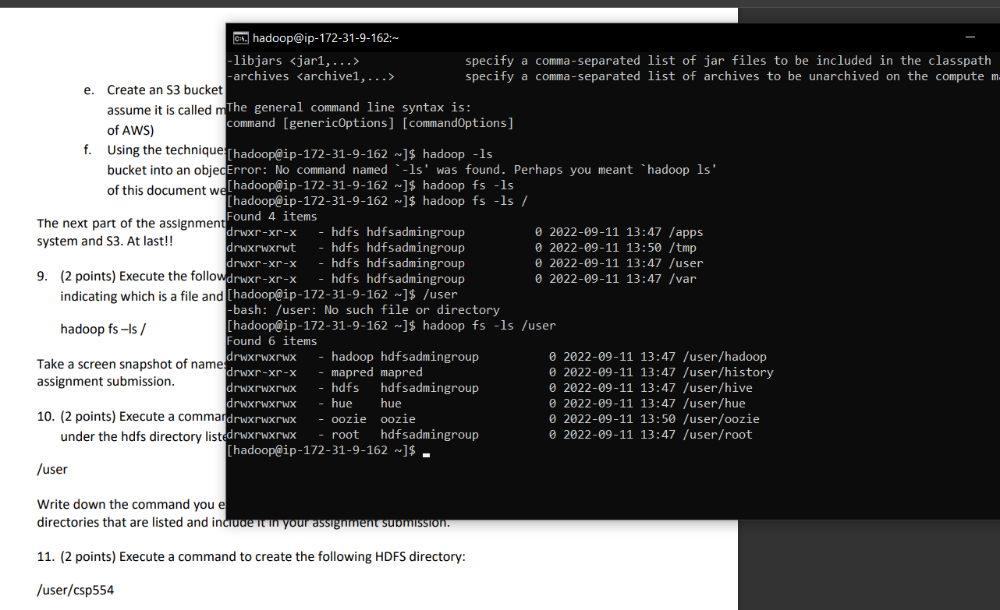 e. Create an S3 bucket
assume it is called m
of AWS)
f. Using the techniques
bucket into an objec
of this document we
The next part of the assignment
system and S3. At last!!
9. (2 points) Execute the follow
indicating which is a file and
hadoop fs –ls /
Take a screen snapshot of names
assignment submission.
10. (2 points) Execute a comman
under the hdfs directory liste
/user
Write down the command you e
directories that are listed and include it in your assignment submission.
11. (2 points) Execute a command to create the following HDFS directory:
/user/csp554
hadoop@ip-172-31-9-162:~
-libjars <jar1,...> specify a comma-separated list of jar files to be included in the classpath
-archives <archive1,...> specify a comma-separated list of archives to be unarchived on the compute ma
The general command line syntax is:
command [genericOptions] [commandOptions]
[hadoop@ip-172-31-9-162 ~]$ hadoop -ls
Error: No command named `-ls' was found. Perhaps you meant `hadoop ls'
[hadoop@ip-172-31-9-162 ~]$ hadoop fs -ls
[hadoop@ip-172-31-9-162 ~]$ hadoop fs -ls /
Found 4 items
drwxr-xr-x - hdfs hdfsadmingroup 0 2022-09-11 13:47 /apps
drwxrwxrwt - hdfs hdfsadmingroup 0 2022-09-11 13:50 /tmp
drwxr-xr-x - hdfs hdfsadmingroup 0 2022-09-11 13:47 /user
drwxr-xr-x - hdfs hdfsadmingroup 0 2022-09-11 13:47 /var
[hadoop@ip-172-31-9-162 ~]$ /user
-bash: /user: No such file or directory
[hadoop@ip-172-31-9-162 ~]$ hadoop fs -ls /user
Found 6 items
drwxrwxrwx - hadoop hdfsadmingroup 0 2022-09-11 13:47 /user/hadoop
drwxr-xr-x - mapred mapred 0 2022-09-11 13:47 /user/history
drwxrwxrwx - hdfs hdfsadmingroup 0 2022-09-11 13:47 /user/hive
drwxrwxrwx - hue hue 0 2022-09-11 13:47 /user/hue
drwxrwxrwx - oozie oozie 0 2022-09-11 13:50 /user/oozie
drwxrwxrwx - root hdfsadmingroup 0 2022-09-11 13:47 /user/root
[hadoop@ip-172-31-9-162 ~]$